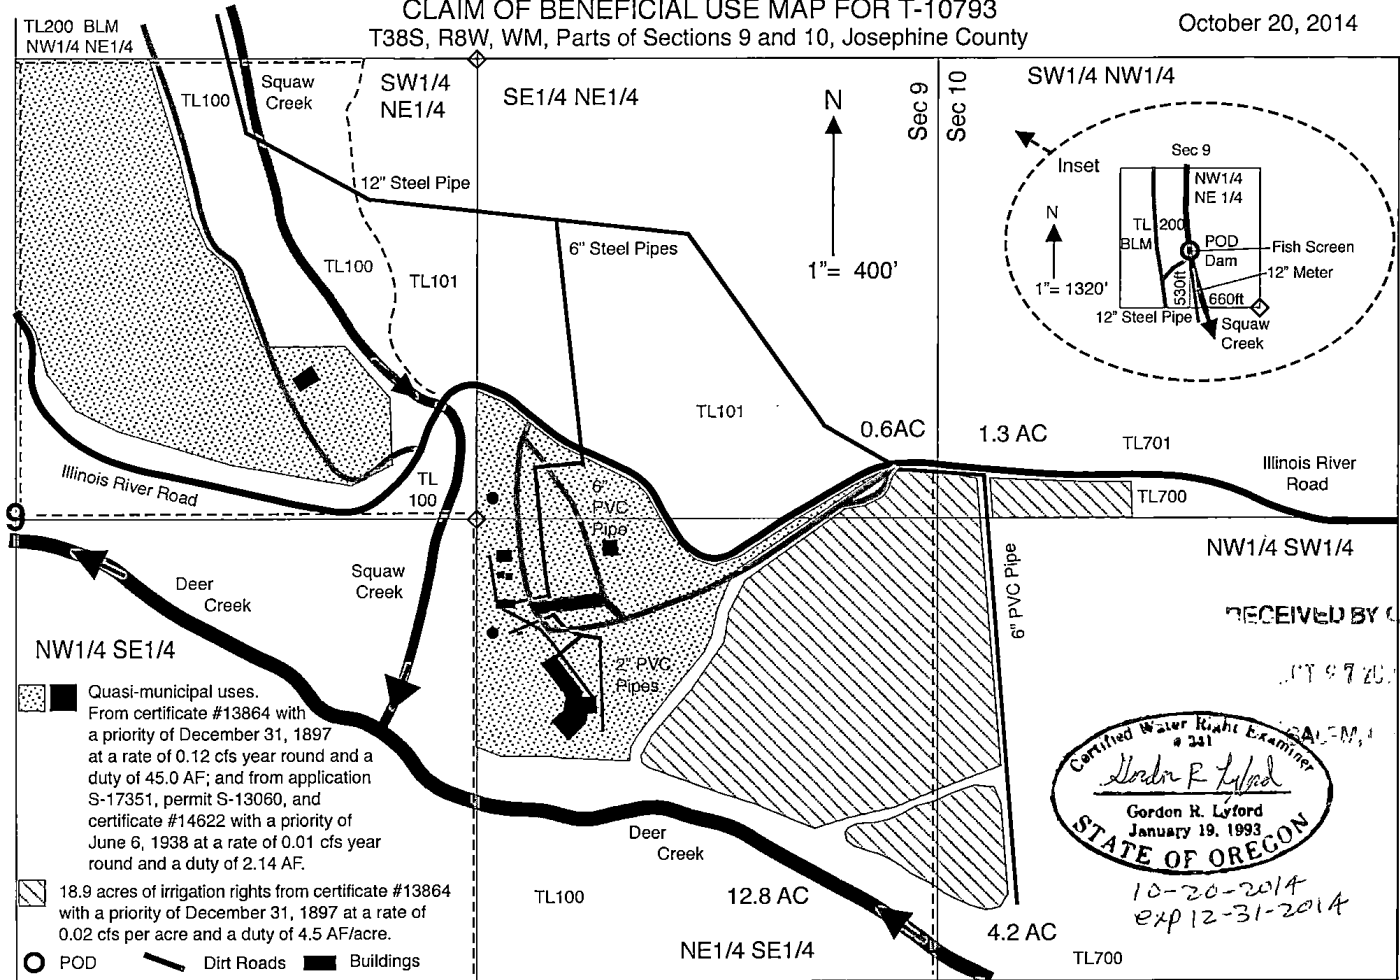 CLAIM OF BENEFICIAL USE MAP FOR T-10793
T38S, R8W, WM, Parts of Sections 9 and 10, Josephine County
October 20, 2014
TL200 BLM
NW1/4 NE1/4
TL100
Squaw
Creek
SW1/4
NE1/4
SE1/4 NE1/4
Sec 9
Sec 10
SW1/4 NW1/4
N
1"= 400'
Inset
Sec 9
NW1/4
NE 1/4
N
TL 200
BLM
POD
Dam
Fish Screen
12" Meter
1"= 1320'
530ft
660ft
12" Steel Pipe
Squaw
Creek
12" Steel Pipe
6" Steel Pipes
TL100
TL101
TL101
0.6AC
1.3 AC
TL701
Illinois River
Road
TL700
Illinois River Road
TL
100
6"
PVC
Pipe
9
NW1/4 SW1/4
Deer
Creek
Squaw
Creek
6" PVC Pipe
RECEIVED BY
NW1/4 SE1/4
2" PVC
Pipes
Quasi-municipal uses.
From certificate #13864 with
a priority of December 31, 1897
at a rate of 0.12 cfs year round and a
duty of 45.0 AF; and from application
S-17351, permit S-13060, and
certificate #14622 with a priority of
June 6, 1938 at a rate of 0.01 cfs year
round and a duty of 2.14 AF.
18.9 acres of irrigation rights from certificate #13864
with a priority of December 31, 1897 at a rate of
0.02 cfs per acre and a duty of 4.5 AF/acre.
POD
Dirt Roads
Buildings
Deer
Creek
TL100
12.8 AC
NE1/4 SE1/4
4.2 AC
TL700
Certified Water Right Examiner
# 241
Gordon R Lyford
Gordon R. Lyford
January 19, 1993
STATE OF OREGON
10-20-2014
exp 12-31-2014